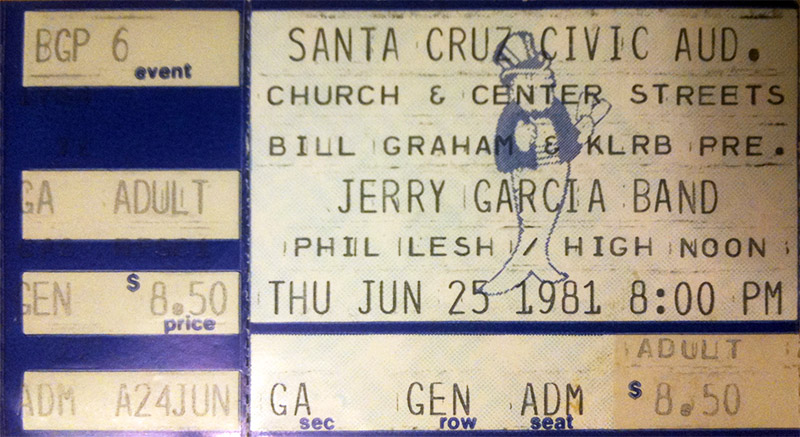 BGP 6
event
GA ADULT
$
GEN 8.50
price
ADM A24JUN
SANTA CRUZ CIVIC AUD.
CHURCH & CENTER STREETS
BILL GRAHAM & KLRB PRE.
JERRY GARCIA BAND
PHIL LESH / HIGH NOON
THU JUN 25 1981 8:00 PM
ADULT
GA GEN ADM $ 8.50
sec row seat